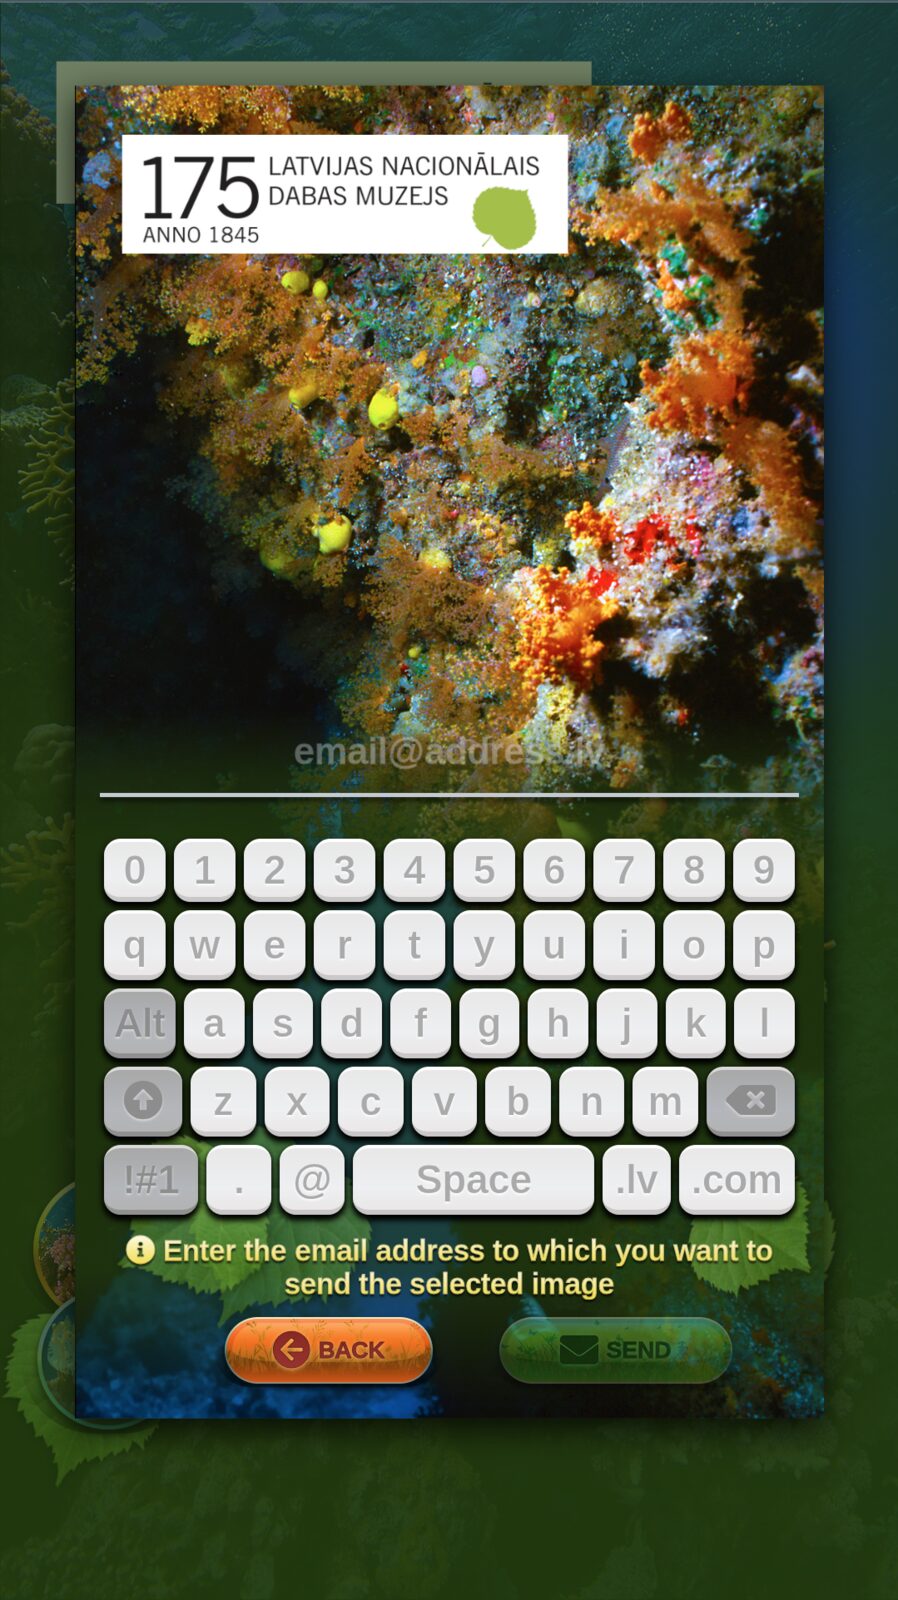 175 LATVIJAS NACIONĀLAIS
DABAS MUZEJS
ANNO 1845
email@address.lv
0 1 2 3 4 5 6 7 8 9
q w e r t y u i o p
Alt a s d f g h j k l
z x c v b n m
!#1 . @ Space .lv .com
Enter the email address to which you want to
send the selected image
BACK SEND